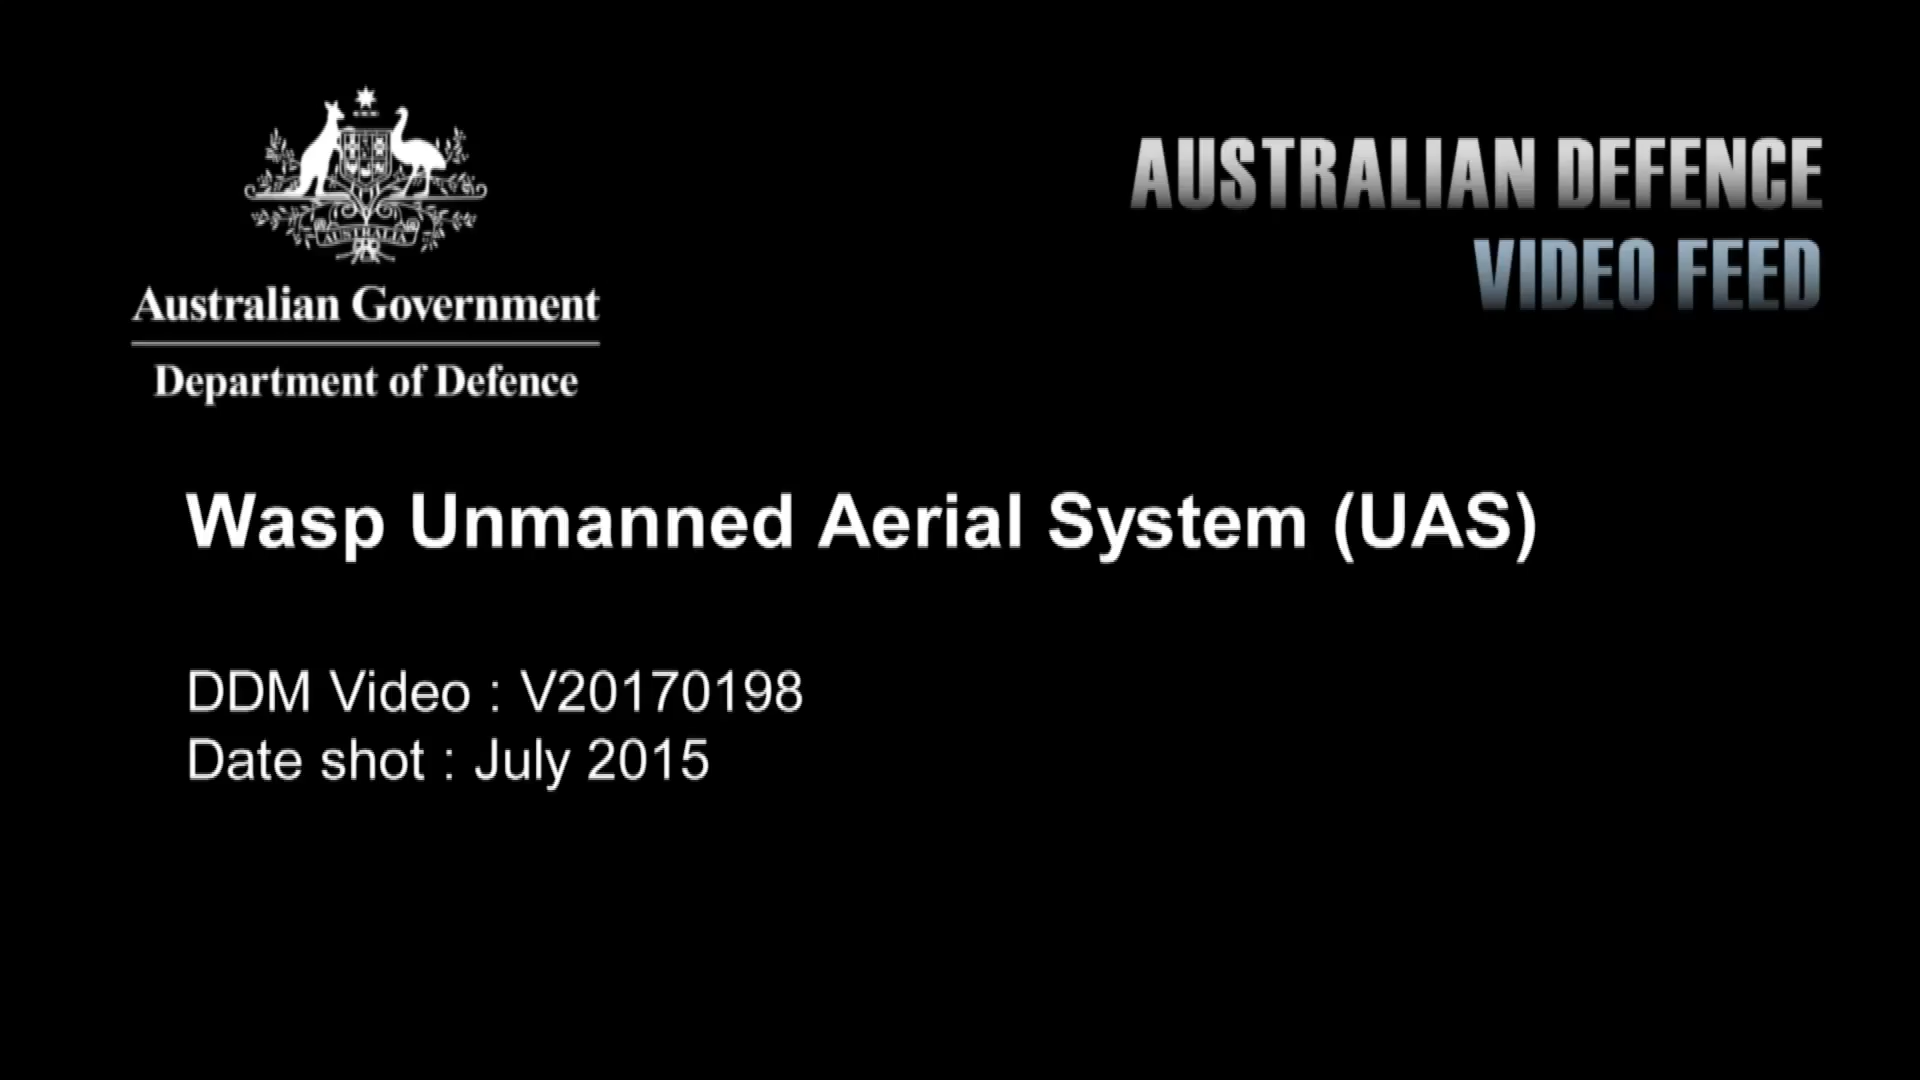 AUSTRALIA
Australian Government
Department of Defence
AUSTRALIAN DEFENCE
VIDEO FEED
Wasp Unmanned Aerial System (UAS)
DDM Video : V20170198
Date shot : July 2015